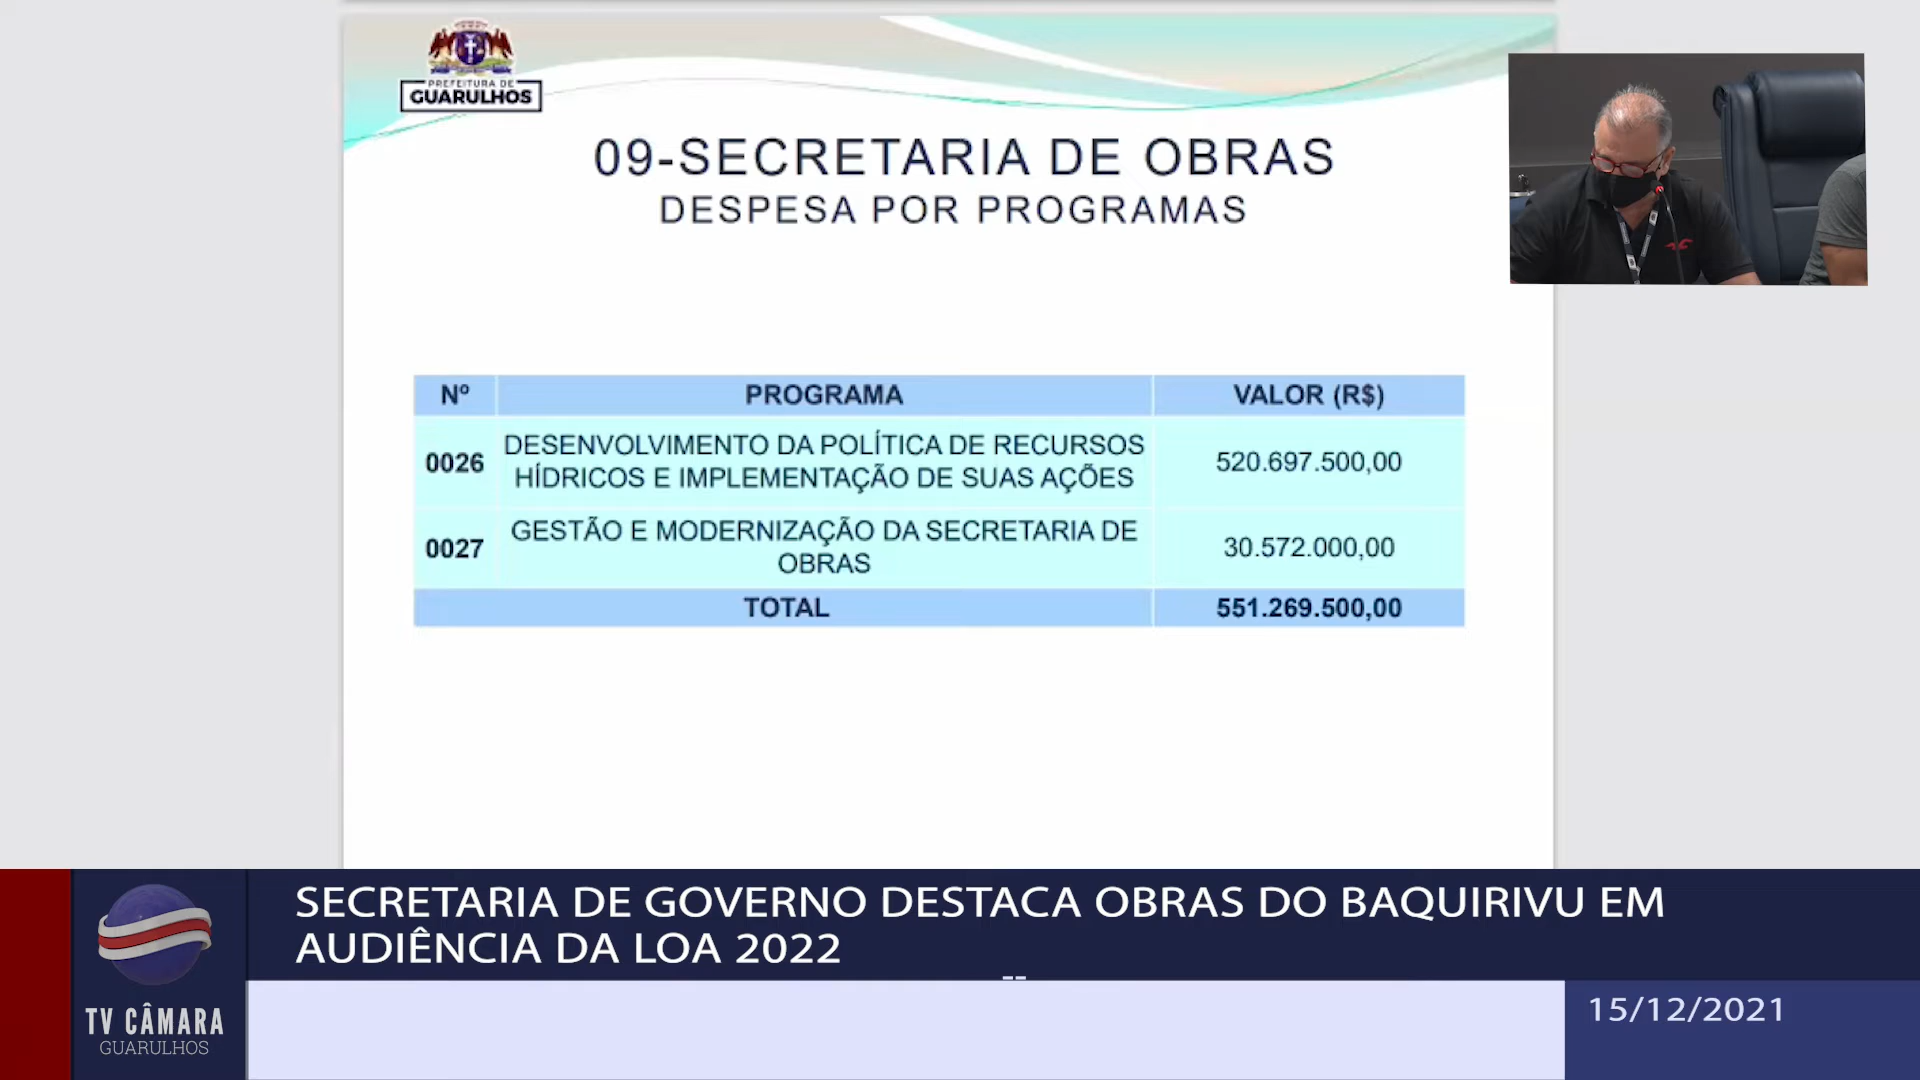 PREFEITURA DE
GUARULHOS
09-SECRETARIA DE OBRAS
DESPESA POR PROGRAMAS
Nº PROGRAMA VALOR (R$)
0026 DESENVOLVIMENTO DA POLÍTICA DE RECURSOS HÍDRICOS E IMPLEMENTAÇÃO DE SUAS AÇÕES 520.697.500,00
0027 GESTÃO E MODERNIZAÇÃO DA SECRETARIA DE OBRAS 30.572.000,00
TOTAL 551.269.500,00
SECRETARIA DE GOVERNO DESTACA OBRAS DO BAQUIRIVU EM
AUDIÊNCIA DA LOA 2022
TV CÂMARA
GUARULHOS
15/12/2021